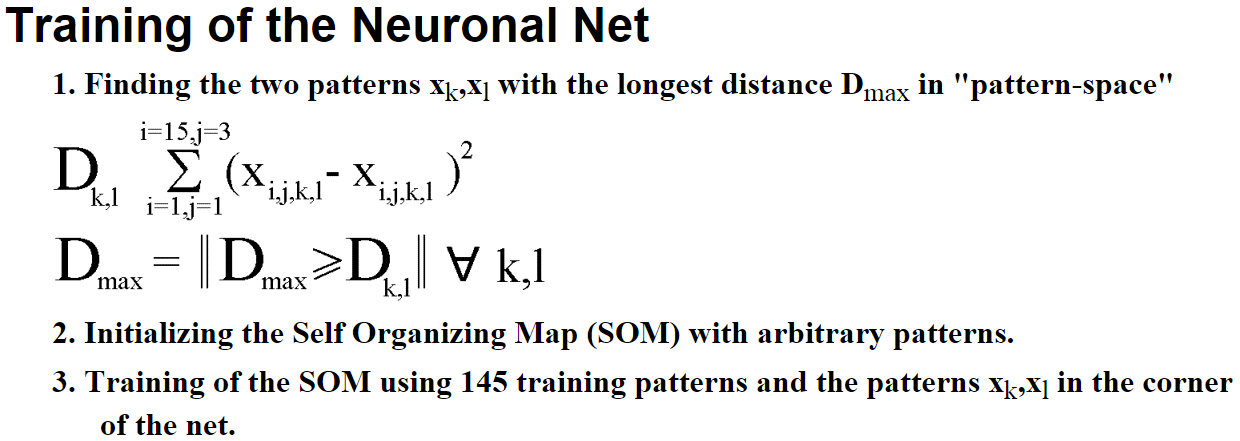 Training of the Neuronal Net
1. Finding the two patterns xk,xl with the longest distance Dmax in "pattern-space"
i=15,j=3
Dk,l Σ (xi,j,k,l- xi,j,k,l )2
i=1,j=1
Dmax = ||Dmax⩾Dk,l|| ∀ k,l
2. Initializing the Self Organizing Map (SOM) with arbitrary patterns.
3. Training of the SOM using 145 training patterns and the patterns xk,xl in the corner
of the net.